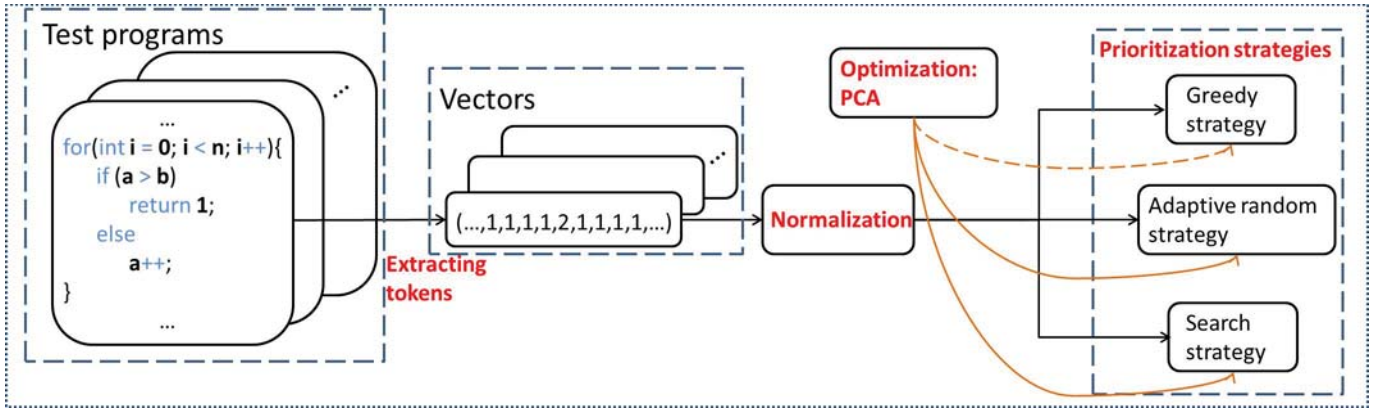 Test programs
...
...
for(int i = 0; i < n; i++){
if (a > b)
return 1;
else
a++;
}
...
Extracting
tokens
Vectors
...
(...,1,1,1,1,2,1,1,1,1,...)
Normalization
Optimization:
PCA
Prioritization strategies
Greedy
strategy
Adaptive random
strategy
Search
strategy